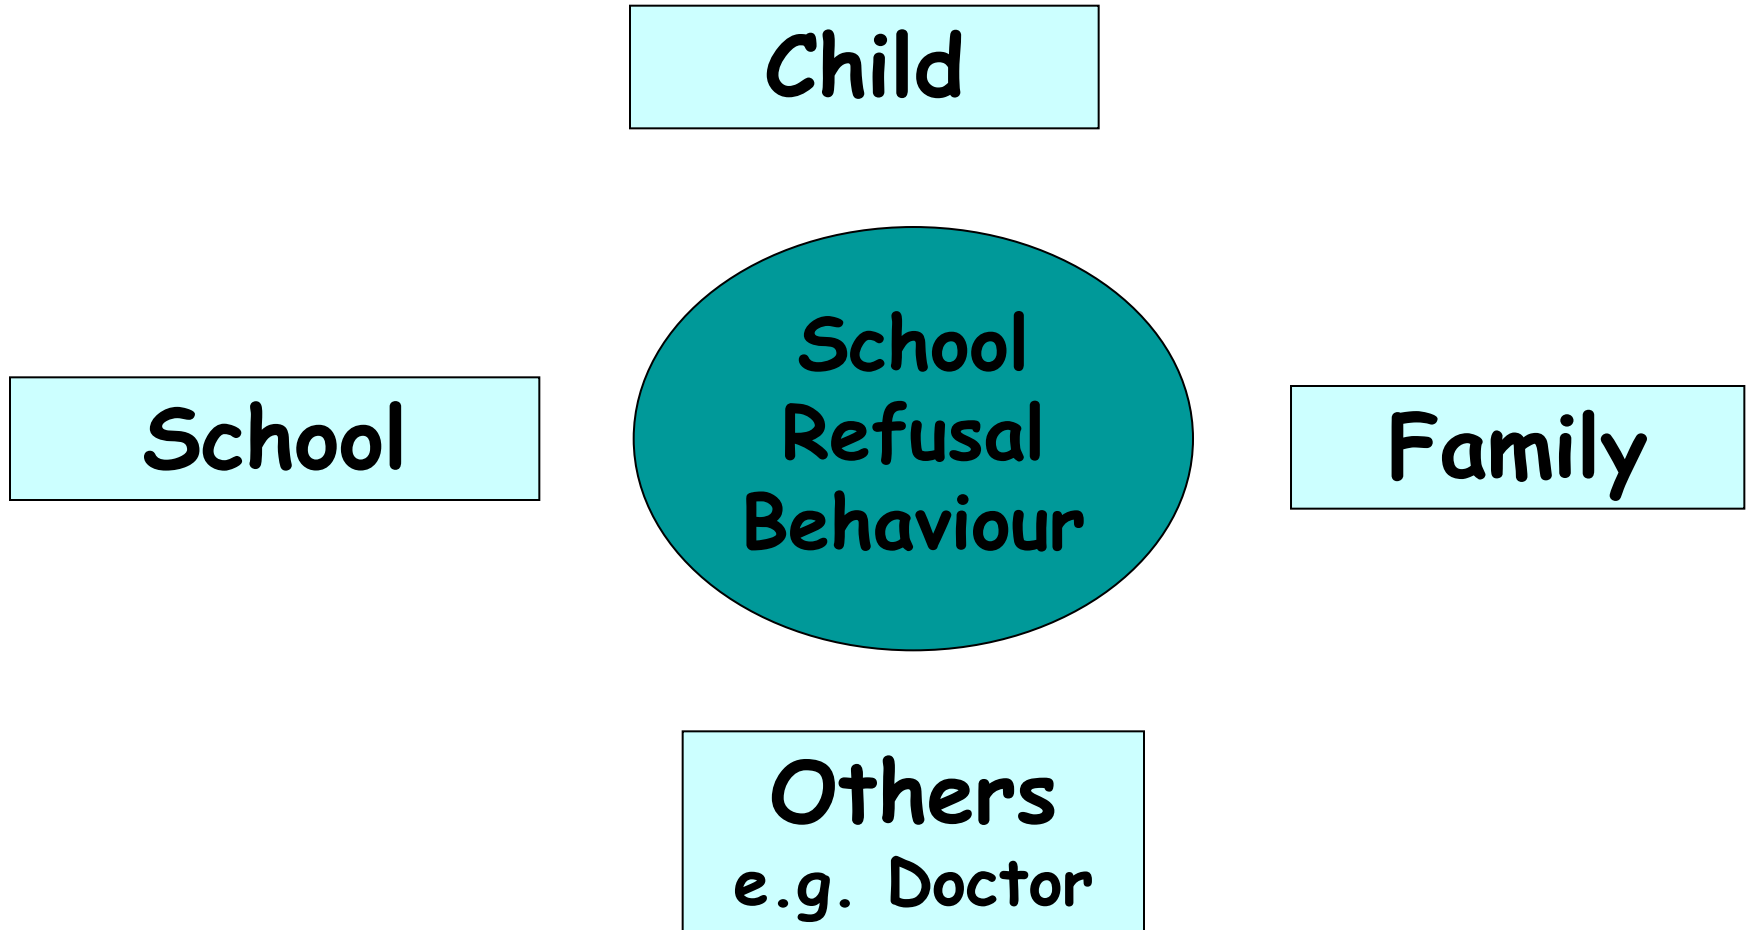 Child
School
Refusal
Behaviour
School
Family
Others
e.g. Doctor